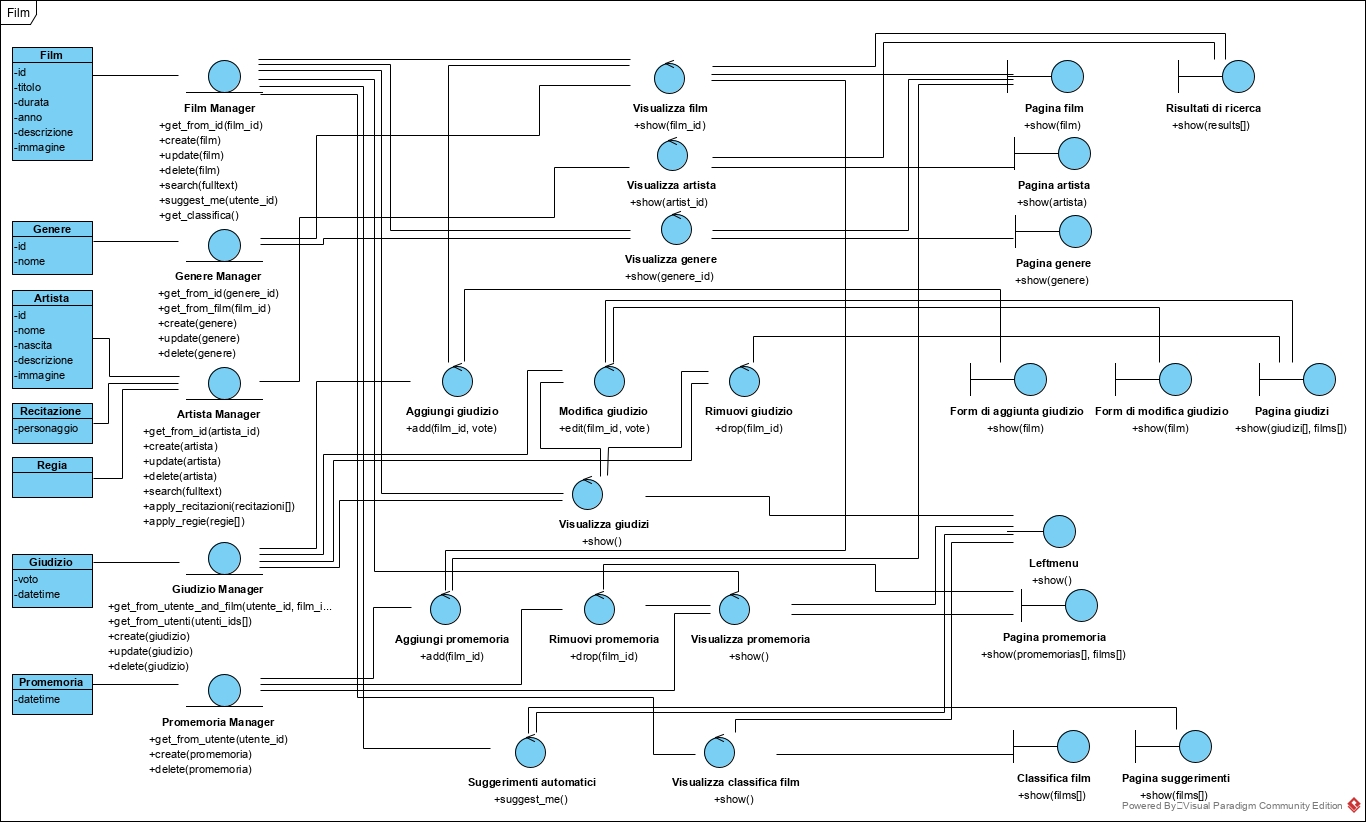 Film
Film
-id
-titolo
-durata
-anno
-descrizione
-immagine
Film Manager
+get_from_id(film_id)
+create(film)
+update(film)
+delete(film)
+search(fulltext)
+suggest_me(utente_id)
+get_classifica()
Visualizza film
+show(film_id)
Pagina film
+show(film)
Risultati di ricerca
+show(results[])
Visualizza artista
+show(artist_id)
Pagina artista
+show(artista)
Genere
-id
-nome
Genere Manager
+get_from_id(genere_id)
+get_from_film(film_id)
+create(genere)
+update(genere)
+delete(genere)
Visualizza genere
+show(genere_id)
Pagina genere
+show(genere)
Artista
-id
-nome
-nascita
-descrizione
-immagine
Recitazione
-personaggio
Regia
Artista Manager
+get_from_id(artista_id)
+create(artista)
+update(artista)
+delete(artista)
+search(fulltext)
+apply_recitazioni(recitazioni[])
+apply_regie(regie[])
Aggiungi giudizio
+add(film_id, vote)
Modifica giudizio
+edit(film_id, vote)
Rimuovi giudizio
+drop(film_id)
Form di aggiunta giudizio
+show(film)
Form di modifica giudizio
+show(film)
Pagina giudizi
+show(giudizi[], films[])
Visualizza giudizi
+show()
Leftmenu
+show()
Giudizio
-voto
-datetime
Giudizio Manager
+get_from_utente_and_film(utente_id, film_i...
+get_from_utenti(utenti_ids[])
+create(giudizio)
+update(giudizio)
+delete(giudizio)
Aggiungi promemoria
+add(film_id)
Rimuovi promemoria
+drop(film_id)
Visualizza promemoria
+show()
Pagina promemoria
+show(promemorias[], films[])
Promemoria
-datetime
Promemoria Manager
+get_from_utente(utente_id)
+create(promemoria)
+delete(promemoria)
Suggerimenti automatici
+suggest_me()
Visualizza classifica film
+show()
Classifica film
+show(films[])
Pagina suggerimenti
+show(films[])
Powered By Visual Paradigm Community Edition